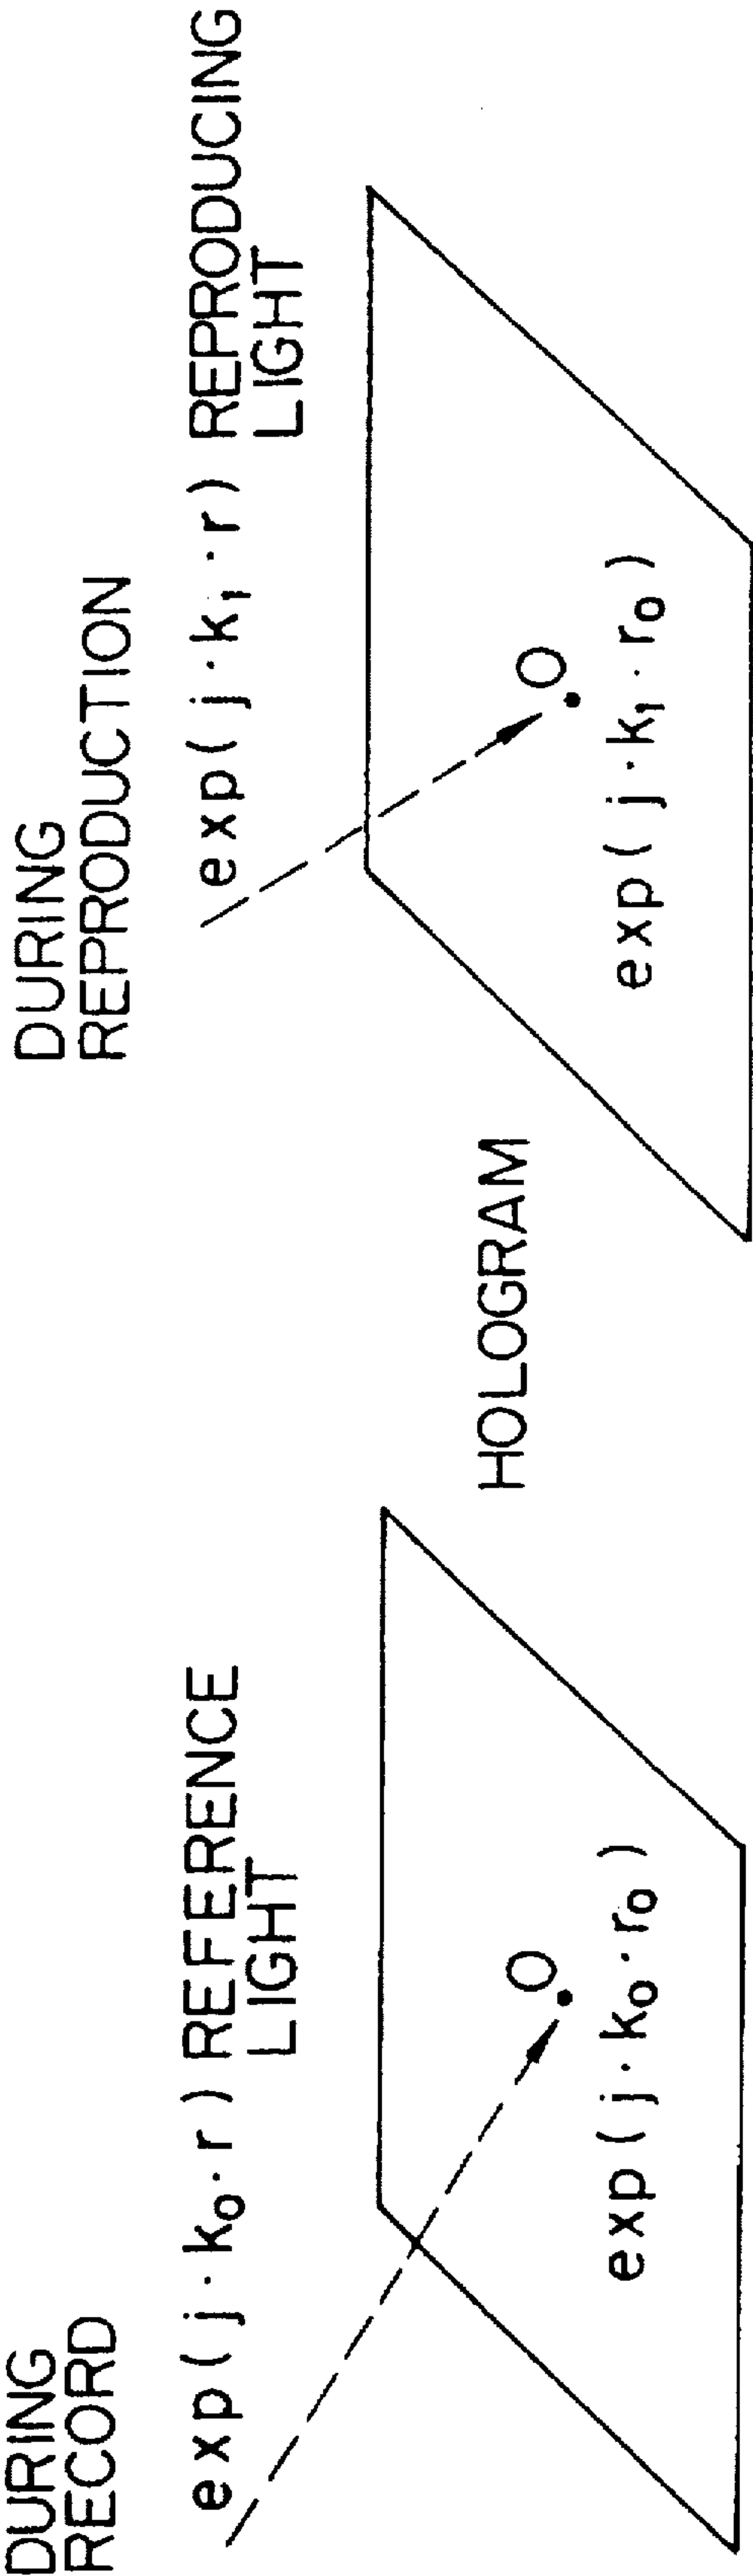 DURING
RECORD
exp( j · k₀ · r ) REFERENCE
LIGHT
O
exp( j · k₀ · r₀ )
HOLOGRAM
DURING
REPRODUCTION
exp( j · k₁ · r ) REPRODUCING
LIGHT
O
exp( j · k₁ · r₀ )